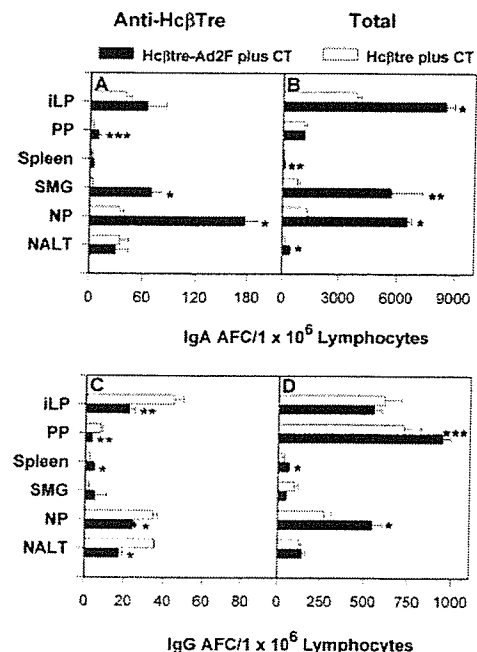 Anti-HcβTre Total
Hcβtre-Ad2F plus CT Hcβtre plus CT
A B
iLP
*
PP
***
Spleen
**
SMG
* **
NP
* *
NALT
*
0 60 120 180 0 3000 6000 9000
IgA AFC/1 x 10⁶ Lymphocytes
C D
iLP
**
PP
** ***
Spleen
* *
SMG
NP
* * *
NALT
*
0 20 40 60 0 250 500 750 1000
IgG AFC/1 x 10⁶ Lymphocytes